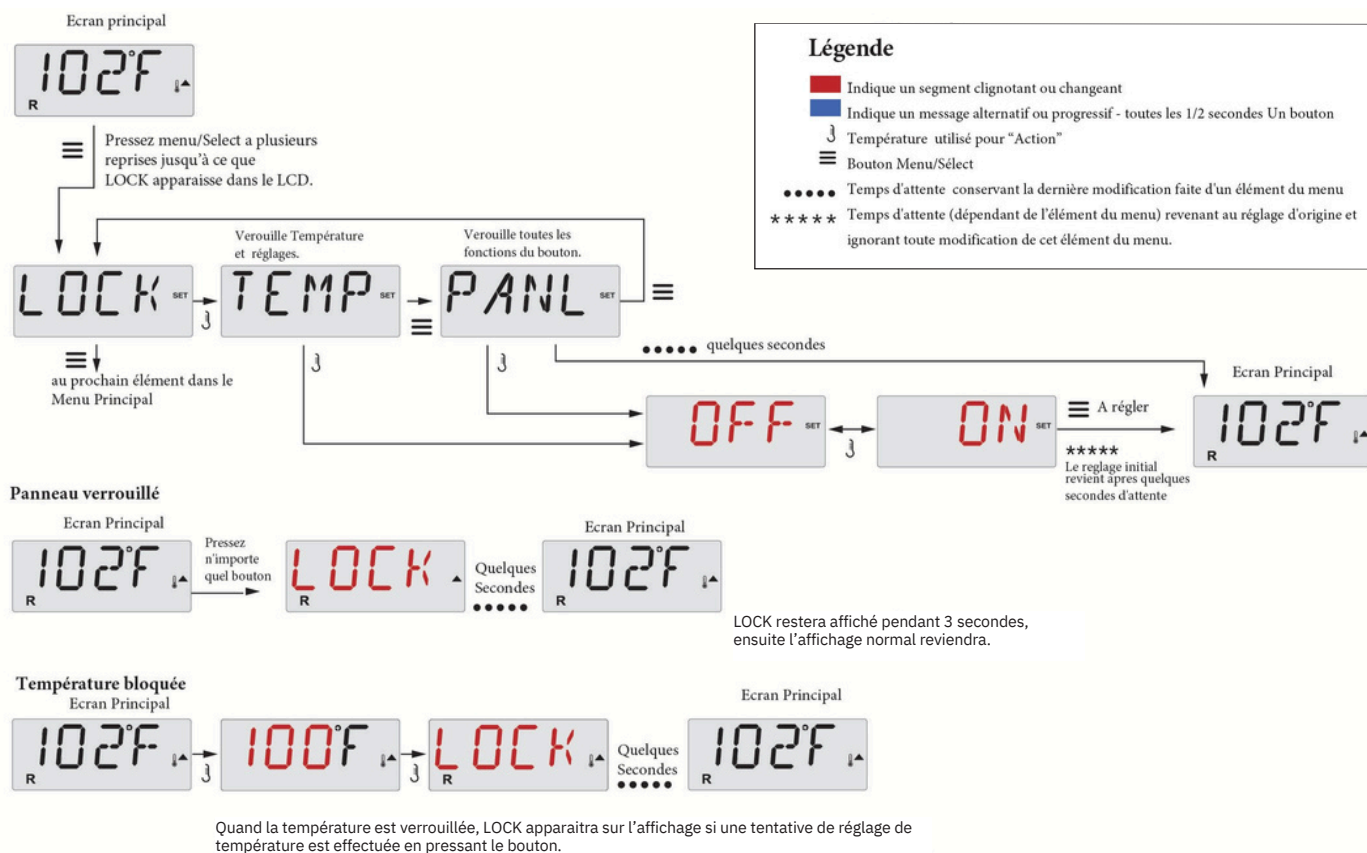 Ecran principal
102°F
R
Pressez menu/Select a plusieurs
reprises jusqu'à ce que
LOCK apparaisse dans le LCD.
Légende
Indique un segment clignotant ou changeant
Indique un message alternatif ou progressif - toutes les 1/2 secondes Un bouton
Température utilisé pour “Action”
Bouton Menu/Sélect
••••• Temps d'attente conservant la dernière modification faite d'un élément du menu
***** Temps d'attente (dépendant de l'élément du menu) revenant au réglage d'origine et
ignorant toute modification de cet élément du menu.
Verouille Température
et réglages.
Verouille toutes les
fonctions du bouton.
LOCK SET
TEMP SET
PANL SET
au prochain élément dans le
Menu Principal
••••• quelques secondes
OFF SET
ON SET
A régler
*****
Le reglage initial
revient apres quelques
secondes d'attente
Ecran Principal
102°F
R
Panneau verrouillé
Ecran Principal
102°F
R
Pressez
n'importe
quel bouton
LOCK
R
Quelques
Secondes
•••••
Ecran Principal
102°F
R
LOCK restera affiché pendant 3 secondes,
ensuite l’affichage normal reviendra.
Température bloquée
Ecran Principal
102°F
R
100°F
LOCK
R
Quelques
Secondes
•••••
Ecran Principal
102°F
R
Quand la température est verrouillée, LOCK apparaitra sur l’affichage si une tentative de réglage de
température est effectuée en pressant le bouton.